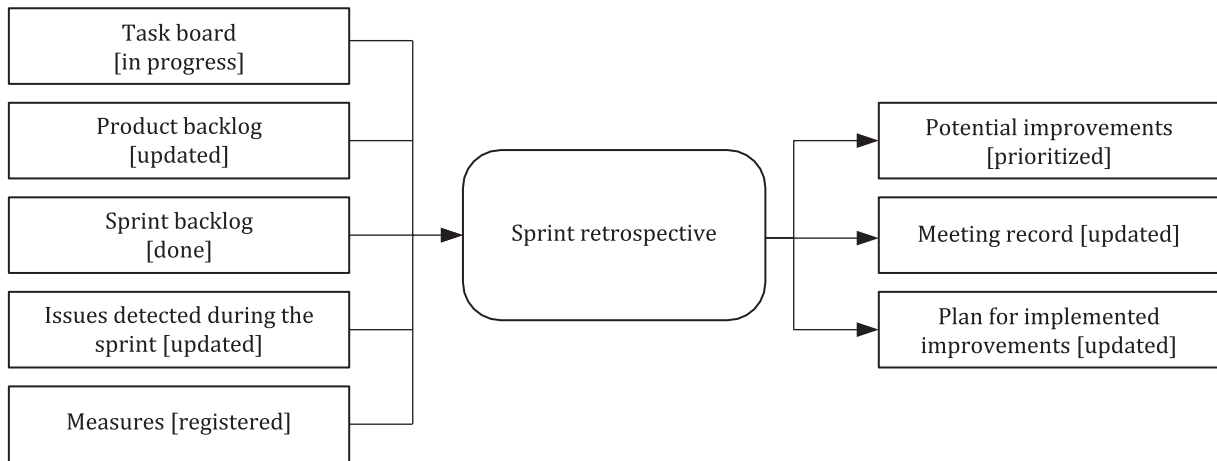 Task board
[in progress]
Product backlog
[updated]
Sprint backlog
[done]
Issues detected during the
sprint [updated]
Measures [registered]
Sprint retrospective
Potential improvements
[prioritized]
Meeting record [updated]
Plan for implemented
improvements [updated]